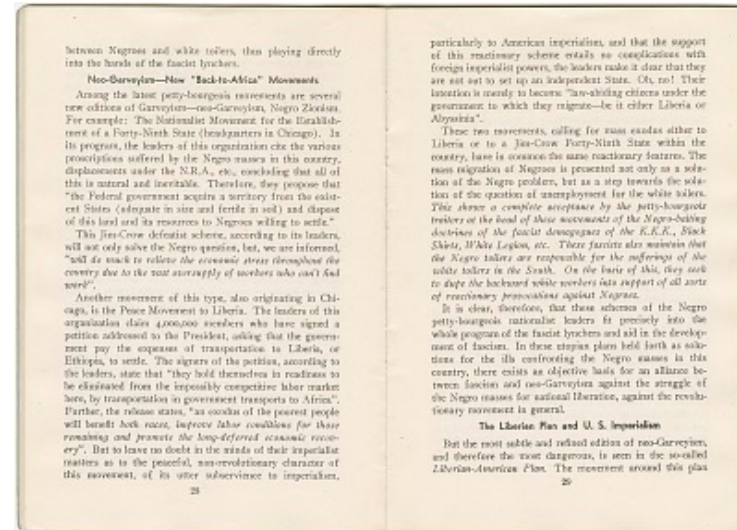 between Negroes and white toilers, thus playing directly
into the hands of the fascist lynchers.
Neo-Garveyism—New "Back-to-Africa" Movements
Among the latest petty-bourgeois movements are several
new editions of Garveyism—neo-Garveyism, Negro Zionism.
For example: The Nationalist Movement for the Establish-
ment of a Forty-Ninth State (headquarters in Chicago). In
its program, the leaders of this organization cite the various
proscriptions suffered by the Negro masses in this country,
displacements under the N.R.A., etc., concluding that all of
this is natural and inevitable. Therefore, they propose that
"the Federal government acquire a territory from the exist-
ent States (adequate in size and fertile in soil) and dispose
of this land and its resources to Negroes willing to settle."
This Jim-Crow defeatist scheme, according to its leaders,
will not only solve the Negro question, but, we are informed,
"will do much to relieve the economic stress throughout the
country due to the vast oversupply of workers who can't find
work".
Another movement of this type, also originating in Chi-
cago, is the Peace Movement to Liberia. The leaders of this
organization claim 4,000,000 members who have signed a
petition addressed to the President, asking that the govern-
ment pay the expenses of transportation to Liberia, or
Ethiopia, to settle. The signers of the petition, according to
the leaders, state that "they hold themselves in readiness to
be eliminated from the impossibly competitive labor market
here, by transportation in government transports to Africa".
Further, the release states, "an exodus of the poorest people
will benefit both races, improve labor conditions for those
remaining and promote the long-deferred economic recov-
ery". But to leave no doubt in the minds of their imperialist
masters as to the peaceful, non-revolutionary character of
this movement, of its utter subservience to imperialism,
28
particularly to American imperialism, and that the support
of this reactionary scheme entails no complications with
foreign imperialist powers, the leaders make it clear that they
are not out to set up an independent State. Oh, no! Their
intention is merely to become "law-abiding citizens under the
government to which they migrate—be it either Liberia or
Abyssinia".
These two movements, calling for mass exodus either to
Liberia or to a Jim-Crow Forty-Ninth State within the
country, have in common the same reactionary features. The
mass migration of Negroes is presented not only as a solu-
tion of the Negro problem, but as a step towards the solu-
tion of the question of unemployment for the white toilers.
This shows a complete acceptance by the petty-bourgeois
traitors at the head of these movements of the Negro-baiting
doctrines of the fascist demagogues of the K.K.K., Black
Shirts, White Legion, etc. These fascists also maintain that
the Negro toilers are responsible for the sufferings of the
white toilers in the South. On the basis of this, they seek
to dupe the backward white workers into support of all sorts
of reactionary provocations against Negroes.
It is clear, therefore, that these schemes of the Negro
petty-bourgeois nationalist leaders fit precisely into the
whole program of the fascist lynchers and aid in the develop-
ment of fascism. In these utopian plans held forth as solu-
tions for the ills confronting the Negro masses in this
country, there exists an objective basis for an alliance be-
tween fascism and neo-Garveyism against the struggle of
the Negro masses for national liberation, against the revolu-
tionary movement in general.
The Liberian Plan and U. S. Imperialism
But the most subtle and refined edition of neo-Garveyism,
and therefore the most dangerous, is seen in the so-called
Liberian-American Plan. The movement around this plan
29